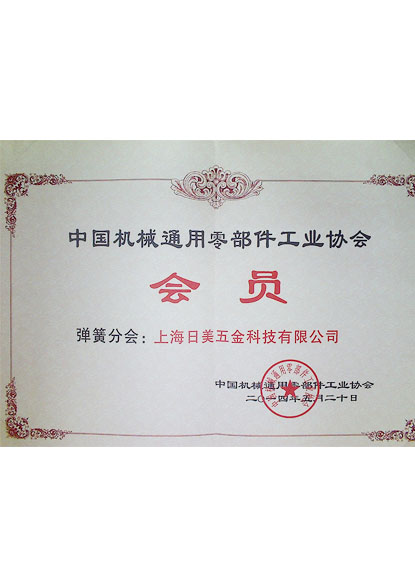 中国机械通用零部件工业协会
会员
弹簧分会：上海日美五金科技有限公司
中国机械通用零部件工业协会
二〇一四年五月二十日